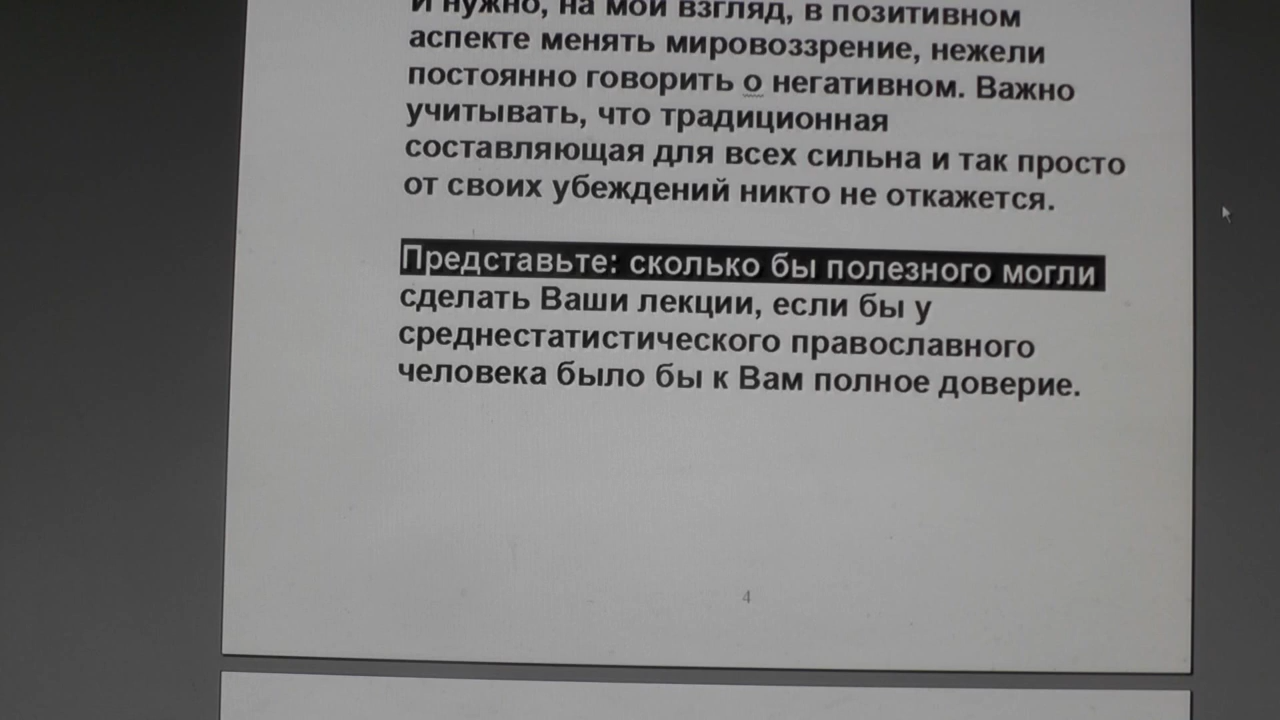 И нужно, на мой взгляд, в позитивном
аспекте менять мировоззрение, нежели
постоянно говорить о негативном. Важно
учитывать, что традиционная
составляющая для всех сильна и так просто
от своих убеждений никто не откажется.
Представьте: сколько бы полезного могли
сделать Ваши лекции, если бы у
среднестатистического православного
человека было бы к Вам полное доверие.
4